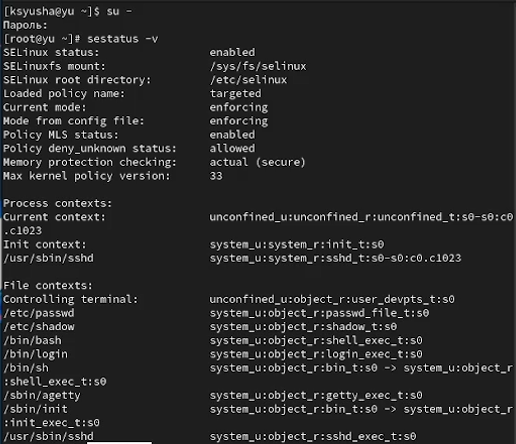 [ksyusha@yu ~]$ su -
Пароль:
[root@yu ~]# sestatus -v
SELinux status:                 enabled
SELinuxfs mount:                /sys/fs/selinux
SELinux root directory:         /etc/selinux
Loaded policy name:             targeted
Current mode:                   enforcing
Mode from config file:          enforcing
Policy MLS status:              enabled
Policy deny_unknown status:     allowed
Memory protection checking:     actual (secure)
Max kernel policy version:      33

Process contexts:
Current context:                unconfined_u:unconfined_r:unconfined_t:s0-s0:c0
.c1023
Init context:                   system_u:system_r:init_t:s0
/usr/sbin/sshd                  system_u:system_r:sshd_t:s0-s0:c0.c1023

File contexts:
Controlling terminal:           unconfined_u:object_r:user_devpts_t:s0
/etc/passwd                     system_u:object_r:passwd_file_t:s0
/etc/shadow                     system_u:object_r:shadow_t:s0
/bin/bash                       system_u:object_r:shell_exec_t:s0
/bin/login                      system_u:object_r:login_exec_t:s0
/bin/sh                         system_u:object_r:bin_t:s0 -> system_u:object_r
:shell_exec_t:s0
/sbin/agetty                    system_u:object_r:getty_exec_t:s0
/sbin/init                      system_u:object_r:bin_t:s0 -> system_u:object_r
:init_exec_t:s0
/usr/sbin/sshd                  system_u:object_r:sshd_exec_t:s0